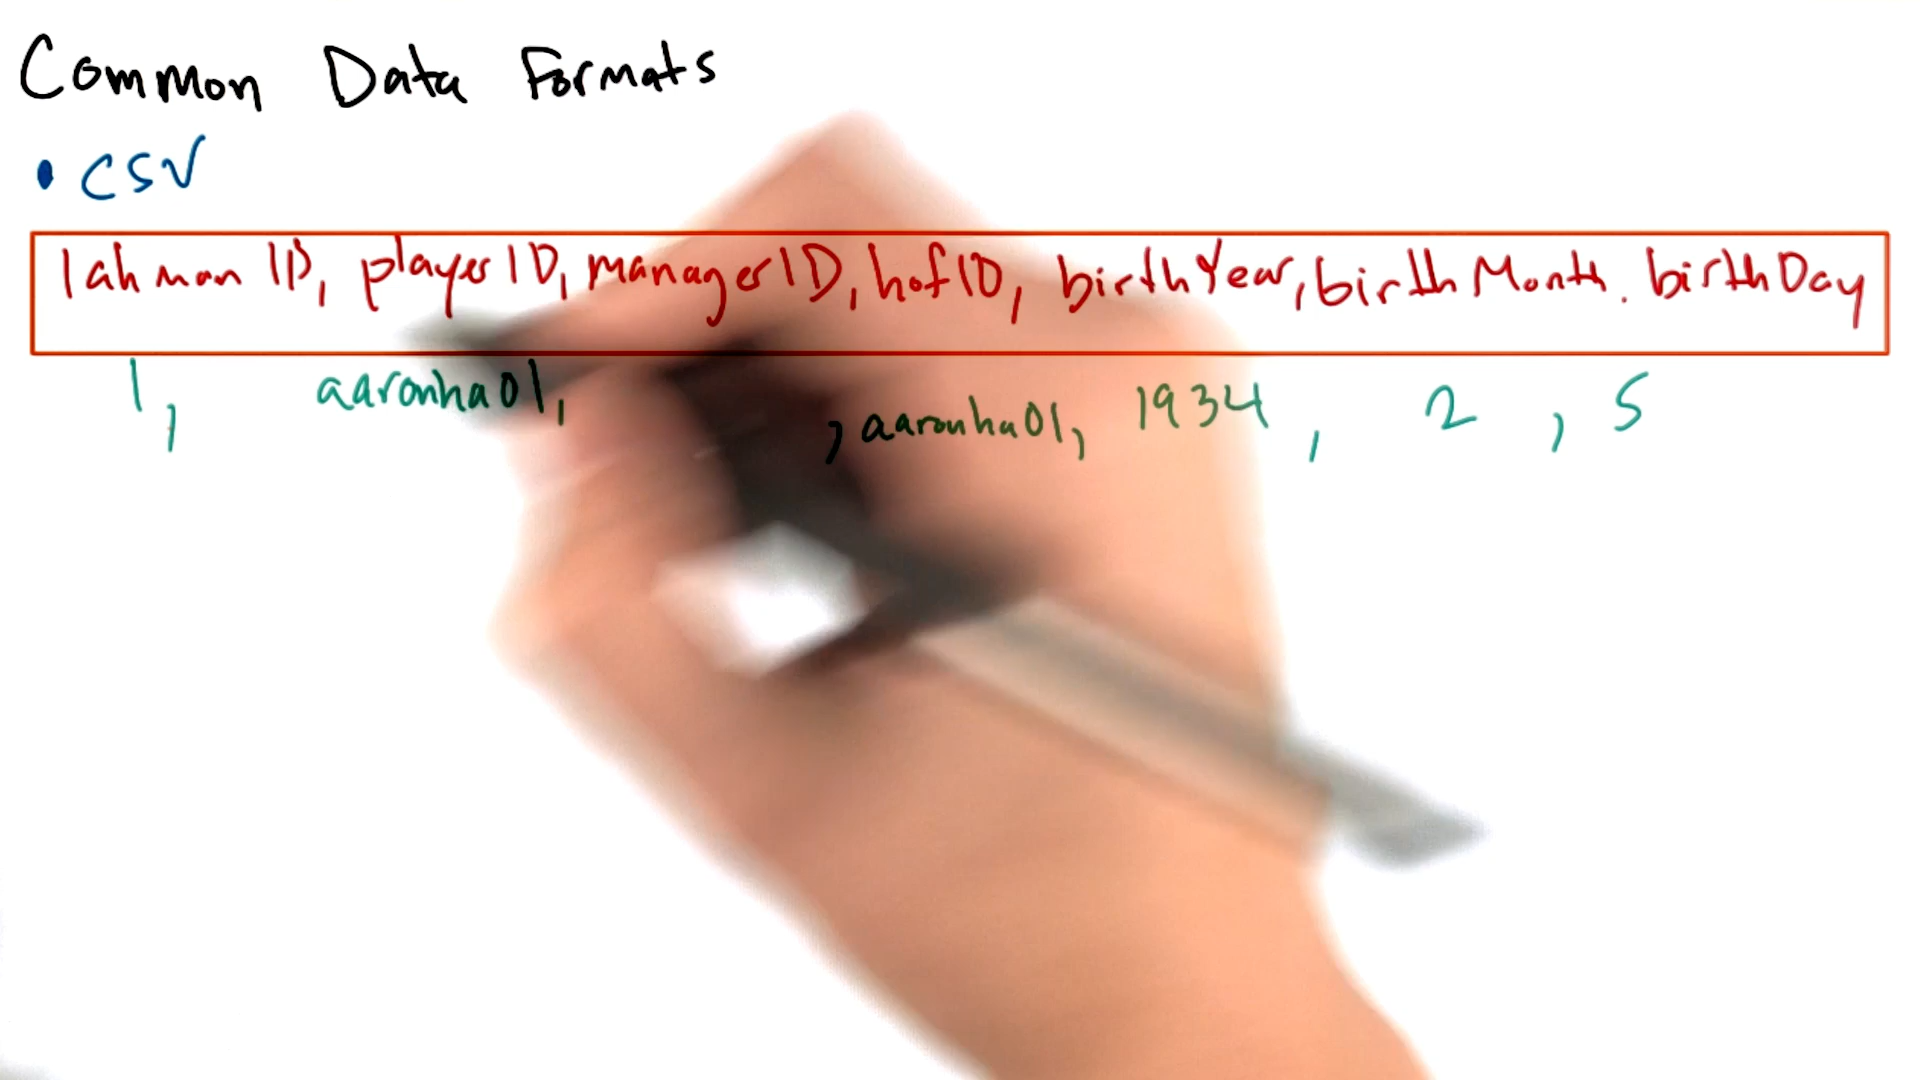 Common Data Formats
• CSV
lahmanID, playerID, managerID, hofID, birthYear, birthMonth. birthDay
1, aaronha01, , aaronha01, 1934, 2, 5